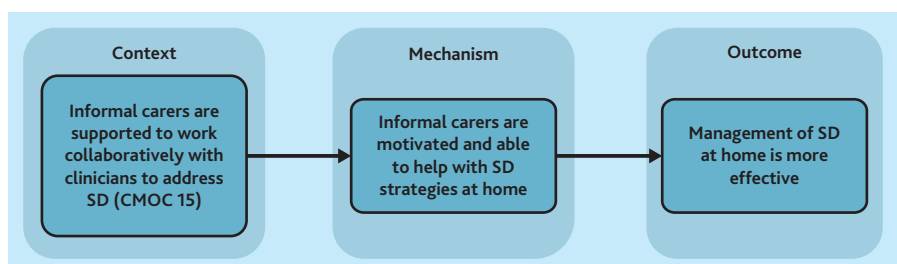 Context
Informal carers are
supported to work
collaboratively with
clinicians to address
SD (CMOC 15)
Mechanism
Informal carers are
motivated and able
to help with SD
strategies at home
Outcome
Management of SD
at home is more
effective